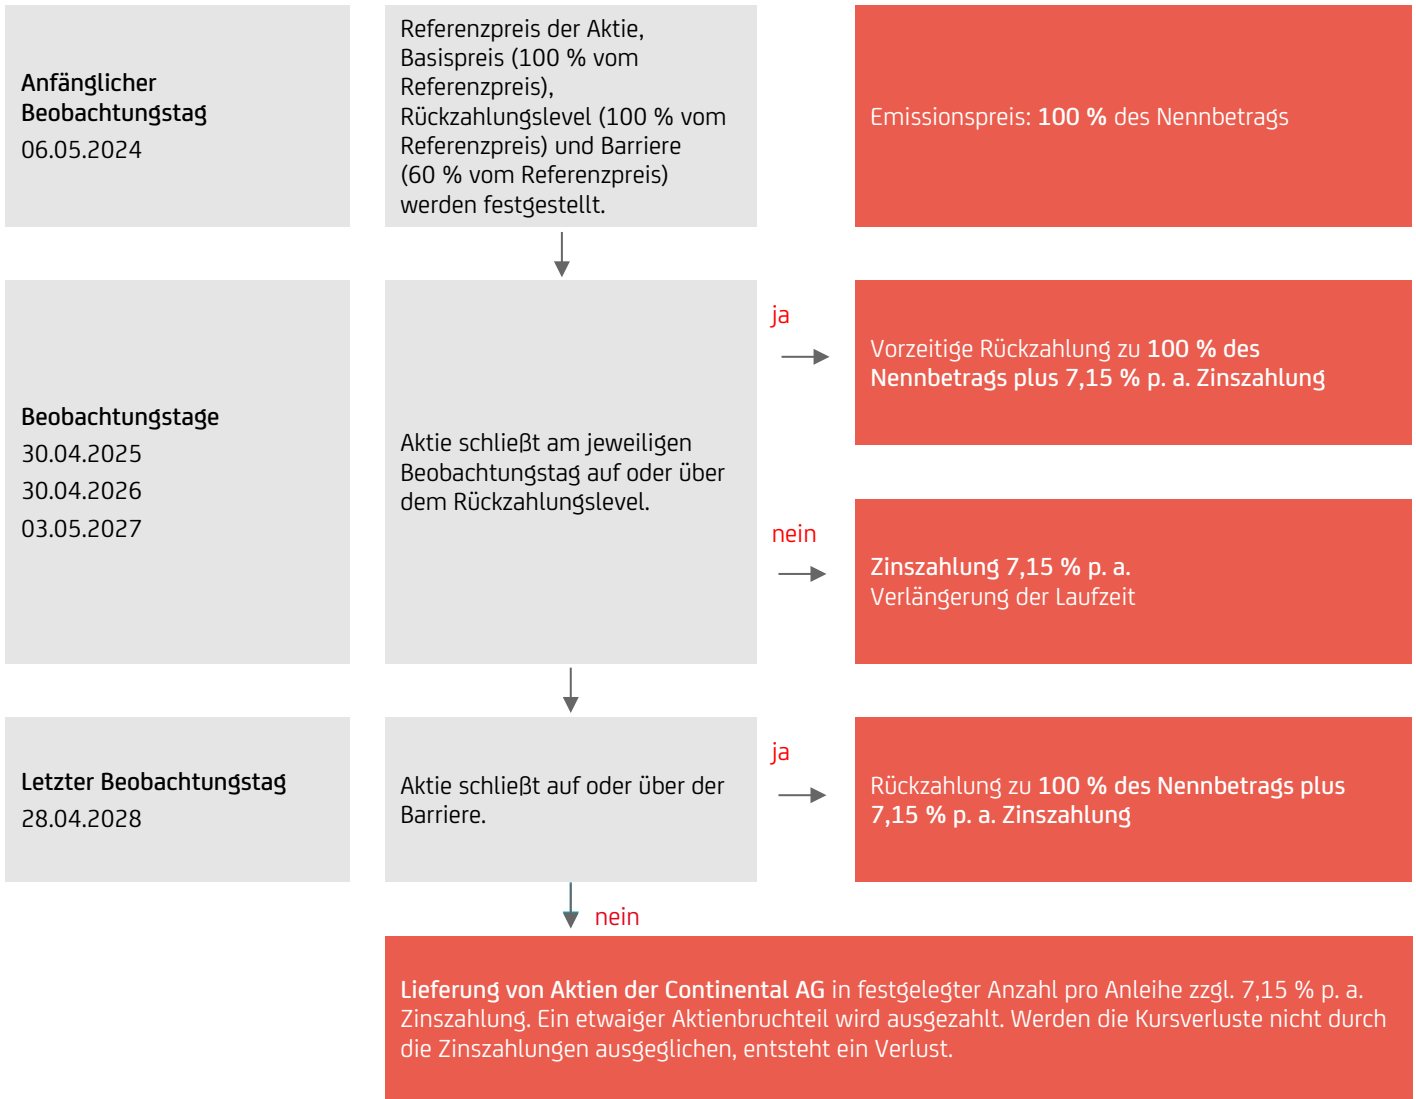 Anfänglicher
Beobachtungstag
06.05.2024
Referenzpreis der Aktie,
Basispreis (100 % vom
Referenzpreis),
Rückzahlungslevel (100 % vom
Referenzpreis) und Barriere
(60 % vom Referenzpreis)
werden festgestellt.
Emissionspreis: 100 % des Nennbetrags
Beobachtungstage
30.04.2025
30.04.2026
03.05.2027
Aktie schließt am jeweiligen
Beobachtungstag auf oder über
dem Rückzahlungslevel.
ja
Vorzeitige Rückzahlung zu 100 % des
Nennbetrags plus 7,15 % p. a. Zinszahlung
nein
Zinszahlung 7,15 % p. a.
Verlängerung der Laufzeit
Letzter Beobachtungstag
28.04.2028
Aktie schließt auf oder über der
Barriere.
ja
Rückzahlung zu 100 % des Nennbetrags plus
7,15 % p. a. Zinszahlung
nein
Lieferung von Aktien der Continental AG in festgelegter Anzahl pro Anleihe zzgl. 7,15 % p. a.
Zinszahlung. Ein etwaiger Aktienbruchteil wird ausgezahlt. Werden die Kursverluste nicht durch
die Zinszahlungen ausgeglichen, entsteht ein Verlust.